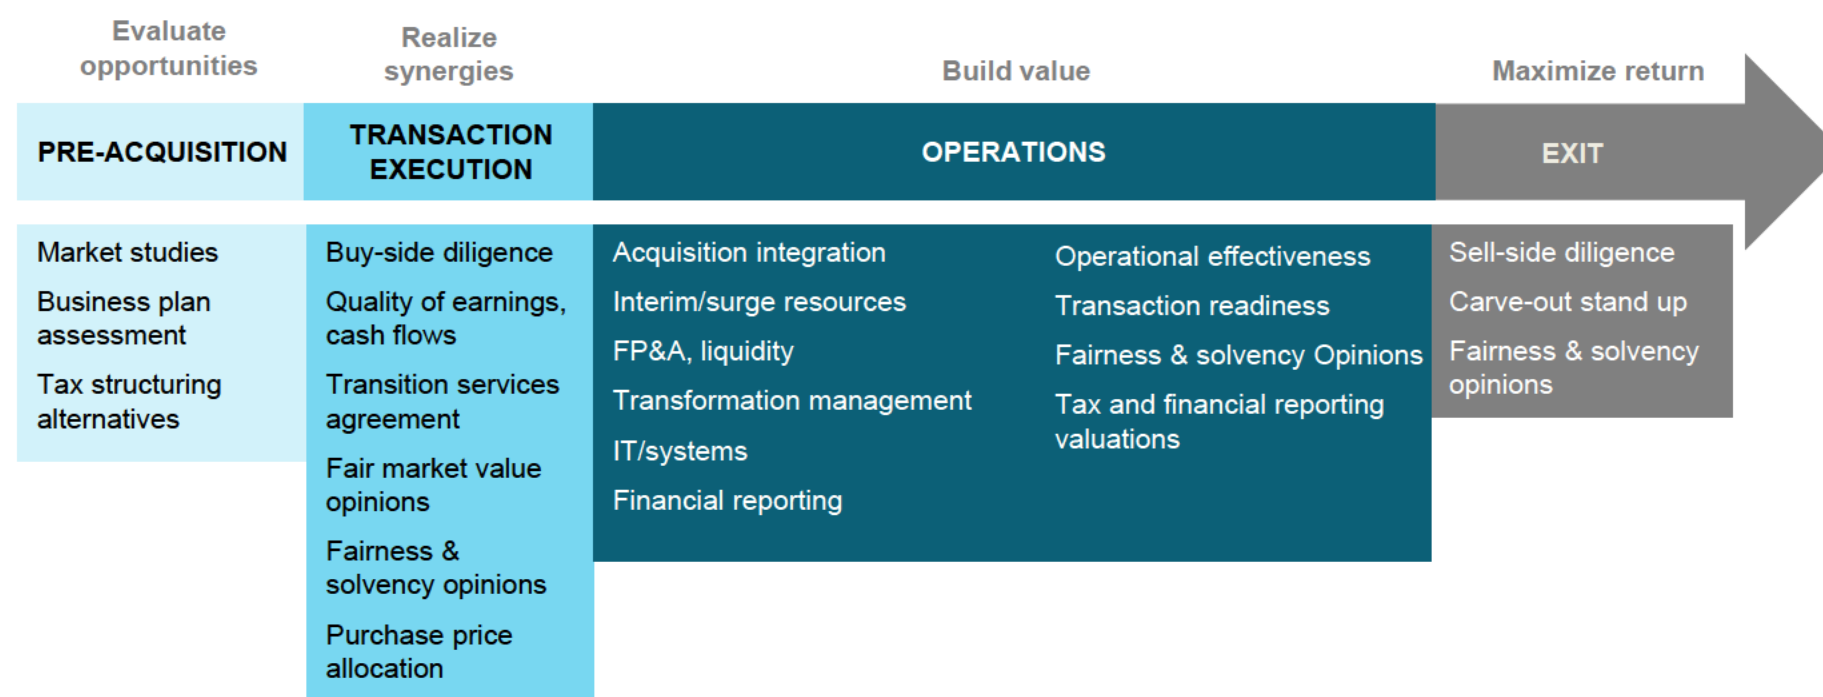 Evaluate
opportunities
Realize
synergies
Build value
Maximize return
PRE-ACQUISITION
TRANSACTION
EXECUTION
OPERATIONS
EXIT
Market studies
Business plan
assessment
Tax structuring
alternatives
Buy-side diligence
Quality of earnings,
cash flows
Transition services
agreement
Fair market value
opinions
Fairness &
solvency opinions
Purchase price
allocation
Acquisition integration
Interim/surge resources
FP&A, liquidity
Transformation management
IT/systems
Financial reporting
Operational effectiveness
Transaction readiness
Fairness & solvency Opinions
Tax and financial reporting
valuations
Sell-side diligence
Carve-out stand up
Fairness & solvency
opinions